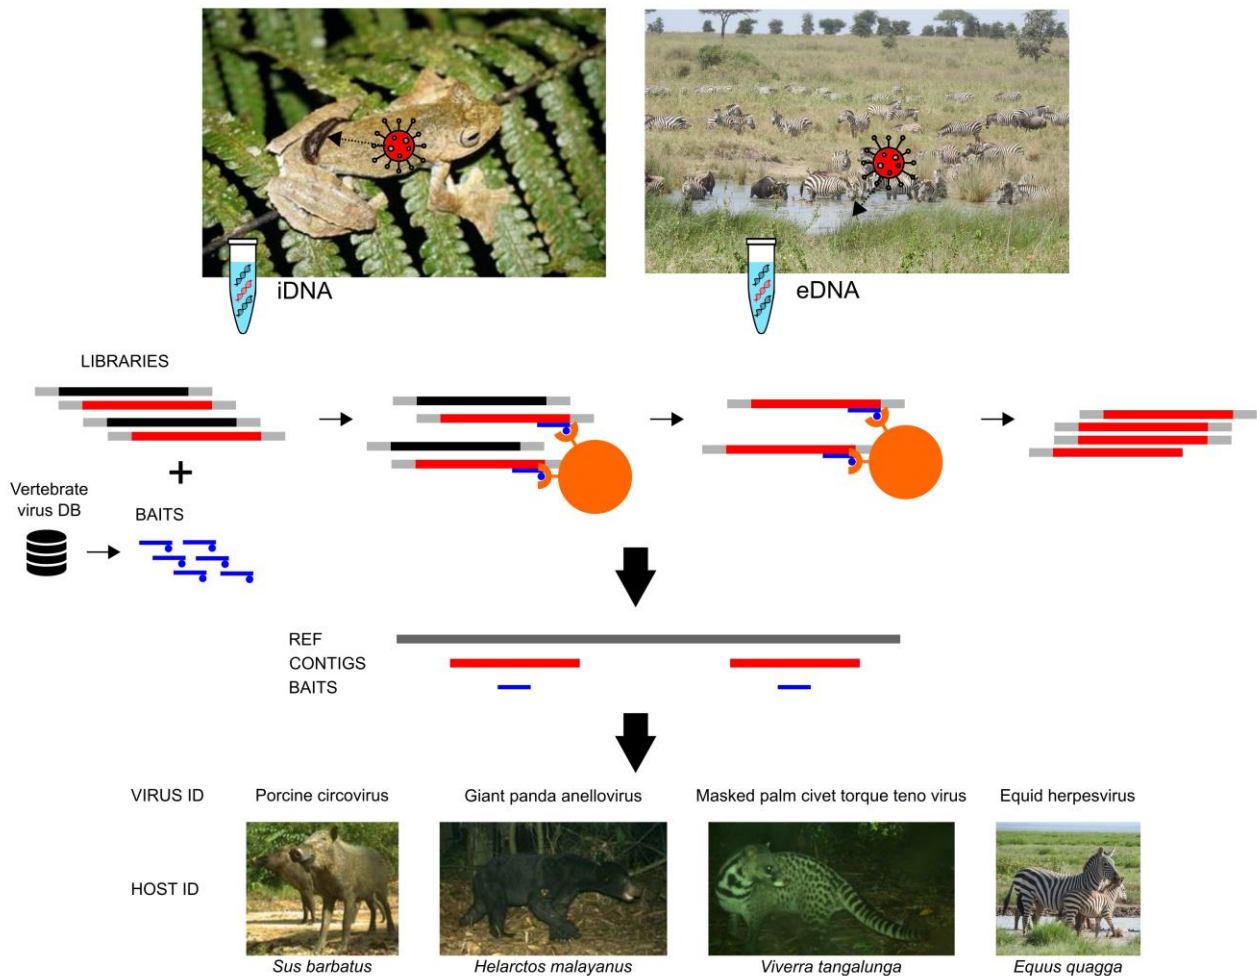 iDNA
eDNA
LIBRARIES
Vertebrate
virus DB
BAITS
REF
CONTIGS
BAITS
VIRUS ID
Porcine circovirus
Giant panda anellovirus
Masked palm civet torque teno virus
Equid herpesvirus
HOST ID
Sus barbatus
Helarctos malayanus
Viverra tangalunga
Equus quagga